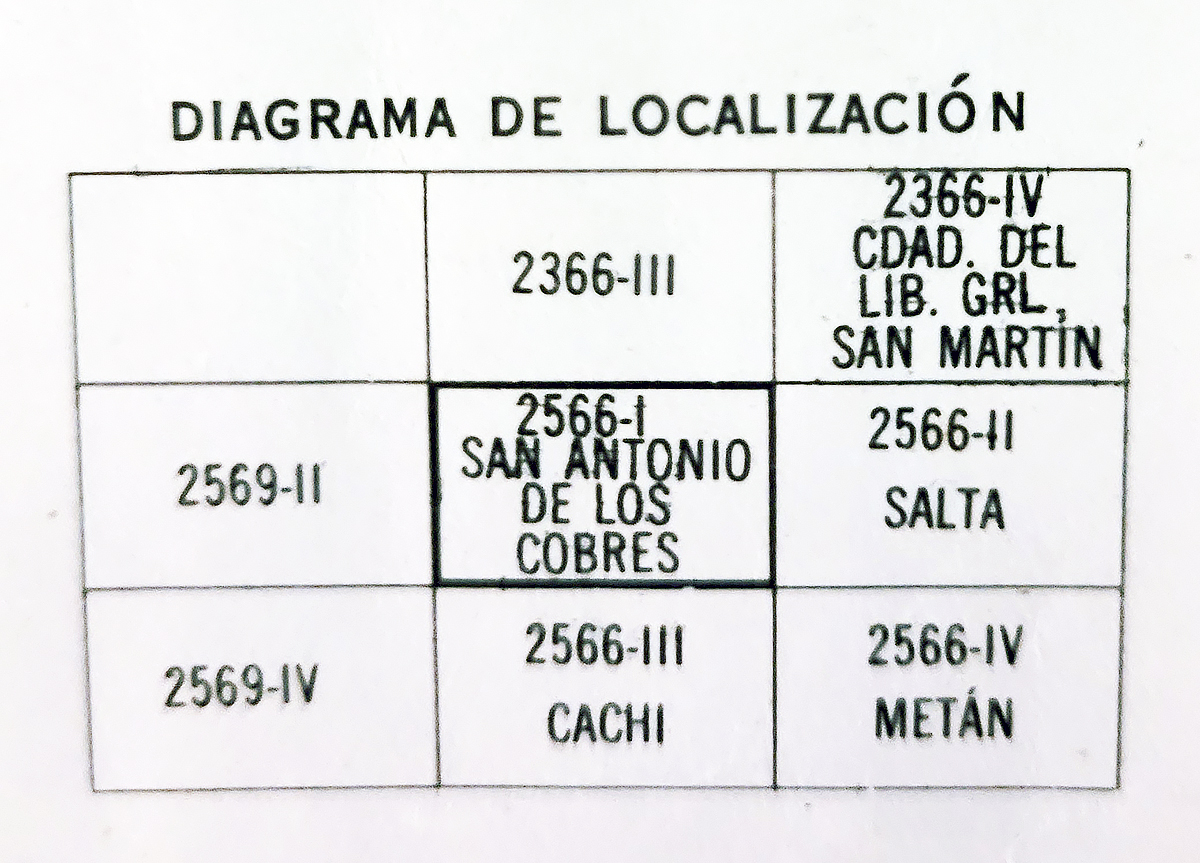 DIAGRAMA DE LOCALIZACIÓN
2366-III
2366-IV
CDAD. DEL
LIB. GRL,
SAN MARTÍN
2569-II
2566-I
SAN ANTONIO
DE LOS
COBRES
2566-II
SALTA
2569-IV
2566-III
CACHI
2566-IV
METÁN